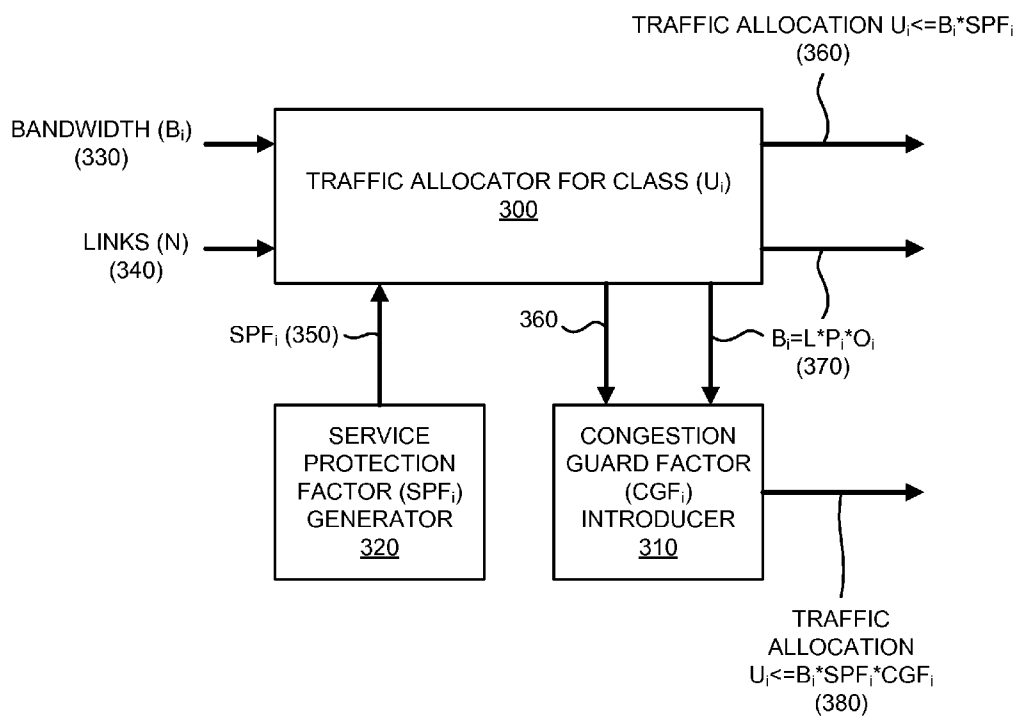 TRAFFIC ALLOCATION Uᵢ<=Bᵢ*SPFᵢ
(360)
BANDWIDTH (Bᵢ)
(330)
TRAFFIC ALLOCATOR FOR CLASS (Uᵢ)
300
LINKS (N)
(340)
SPFᵢ (350)
360
Bᵢ=L*Pᵢ*Oᵢ
(370)
SERVICE
PROTECTION
FACTOR (SPFᵢ)
GENERATOR
320
CONGESTION
GUARD FACTOR
(CGFᵢ)
INTRODUCER
310
TRAFFIC
ALLOCATION
Uᵢ<=Bᵢ*SPFᵢ*CGFᵢ
(380)